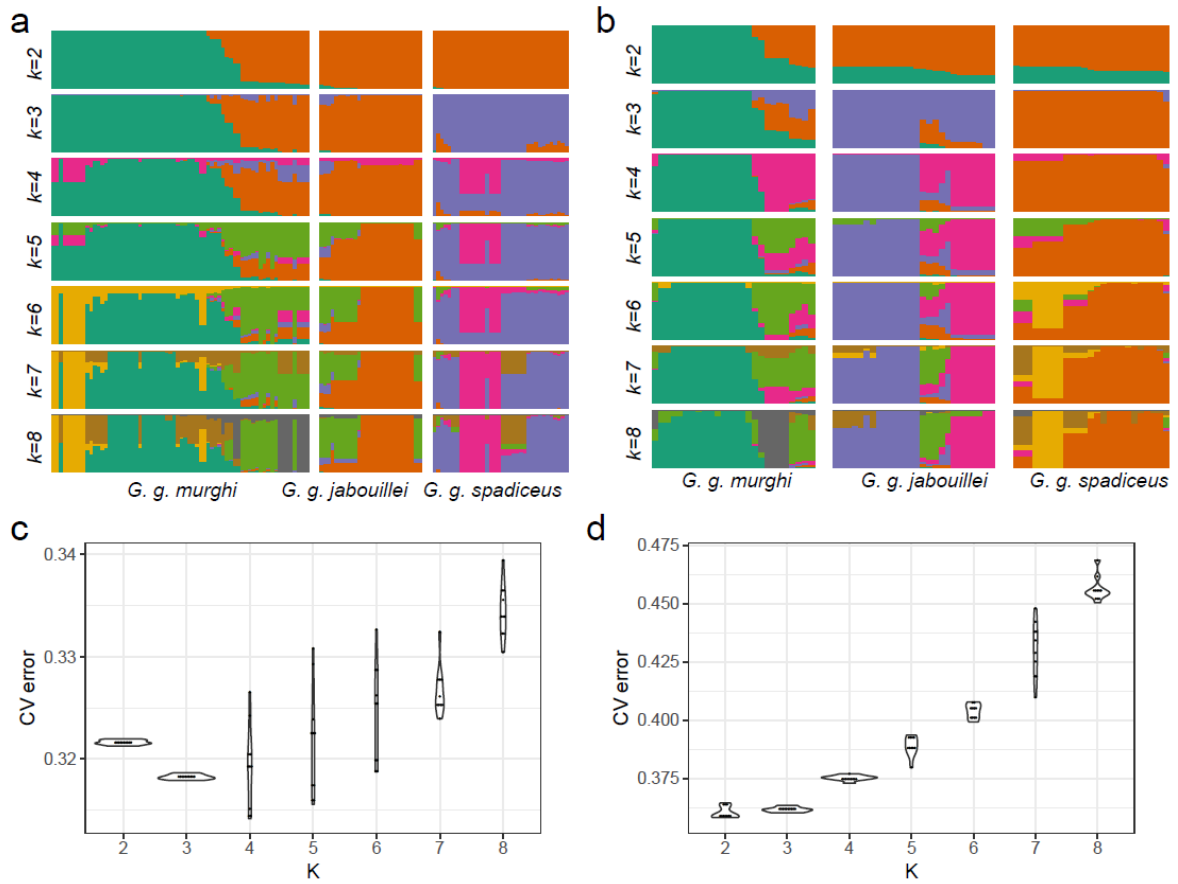 a
k=2
k=3
k=4
k=5
k=6
k=7
k=8
G. g. murghi G. g. jabouillei G. g. spadiceus
b
k=2
k=3
k=4
k=5
k=6
k=7
k=8
G. g. murghi G. g. jabouillei G. g. spadiceus
c
CV error
0.34
0.33
0.32
2 3 4 5 6 7 8
K
d
CV error
0.475
0.450
0.425
0.400
0.375
2 3 4 5 6 7 8
K